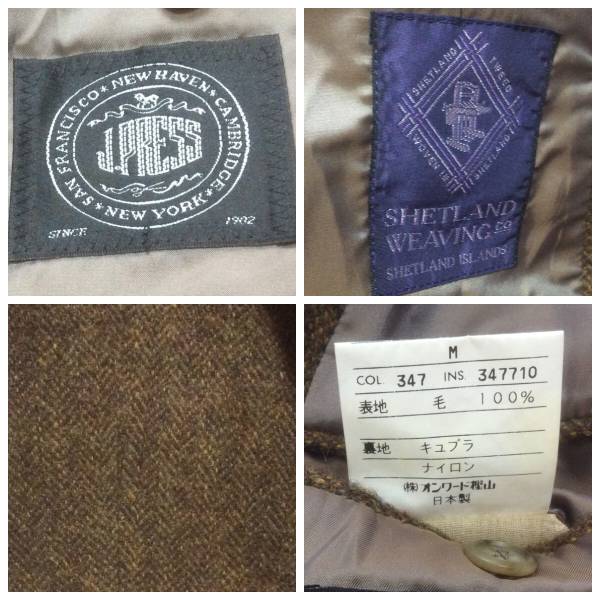 NEW HAVEN * CAMBRIDGE * NEW YORK * SAN FRANCISCO *
J.PRESS
SINCE 1902
SHETLAND
TWEED
SHETLAND
SHETLAND
WEAVING CO
SHETLAND ISLANDS
M
COL. 347 INS. 347710
表地 毛 100%
裏地 キュプラ
ナイロン
(株)オンワード樫山
日本製